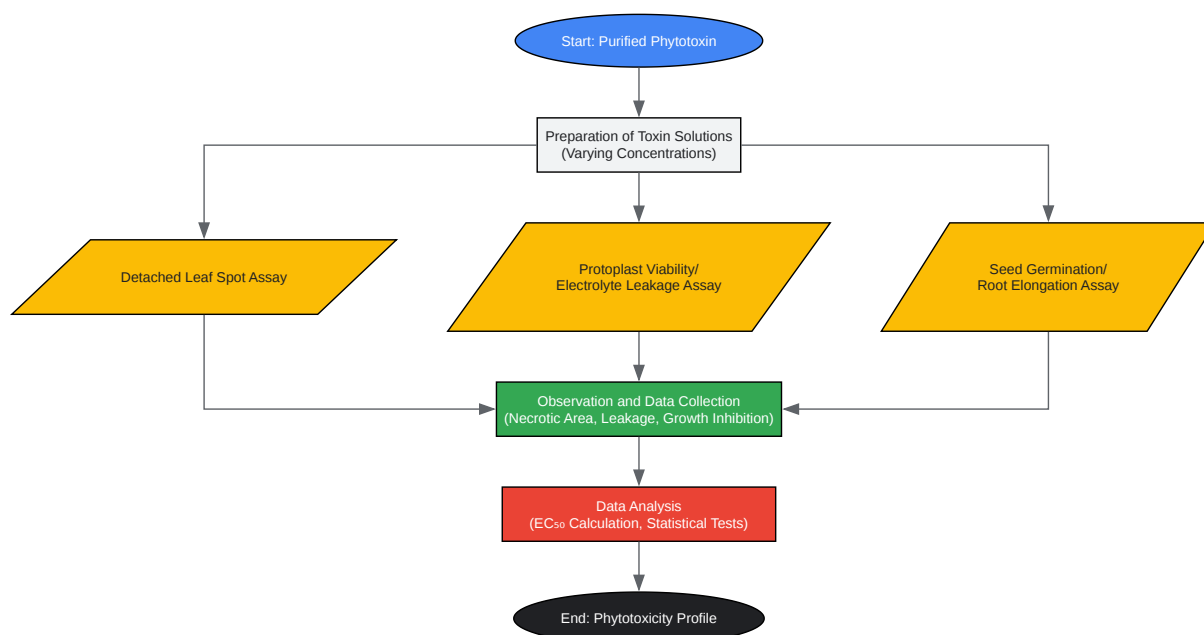 Start: Purified Phytotoxin
Preparation of Toxin Solutions
(Varying Concentrations)
Detached Leaf Spot Assay
Protoplast Viability/
Electrolyte Leakage Assay
Seed Germination/
Root Elongation Assay
Observation and Data Collection
(Necrotic Area, Leakage, Growth Inhibition)
Data Analysis
(EC₅₀ Calculation, Statistical Tests)
End: Phytotoxicity Profile